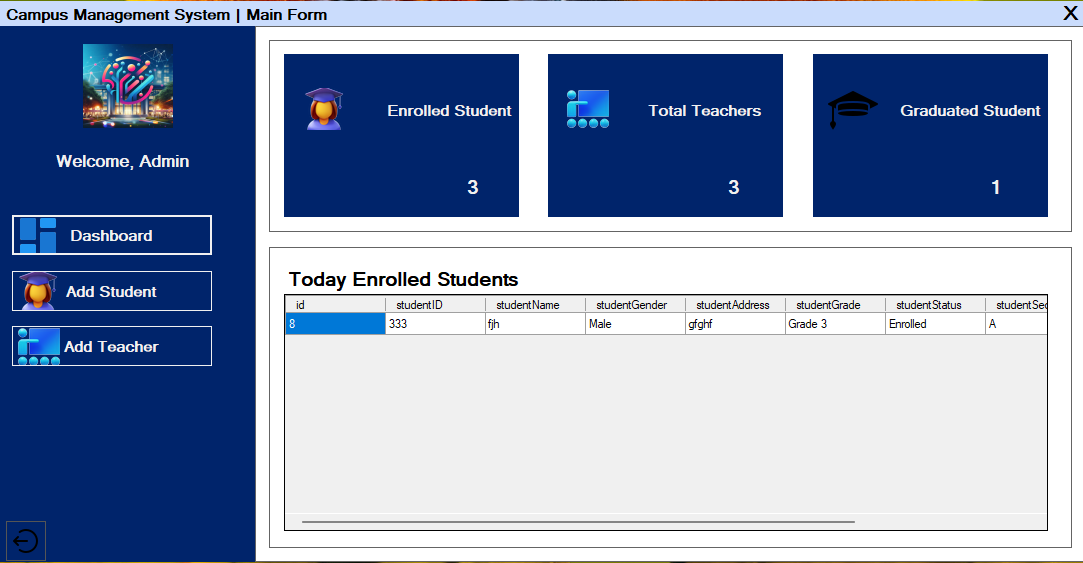 Campus Management System | Main Form X
Welcome, Admin
Dashboard
Add Student
Add Teacher
Enrolled Student
3
Total Teachers
3
Graduated Student
1
Today Enrolled Students
id studentID studentName studentGender studentAddress studentGrade studentStatus studentSec
8 333 fjh Male gfghf Grade 3 Enrolled A